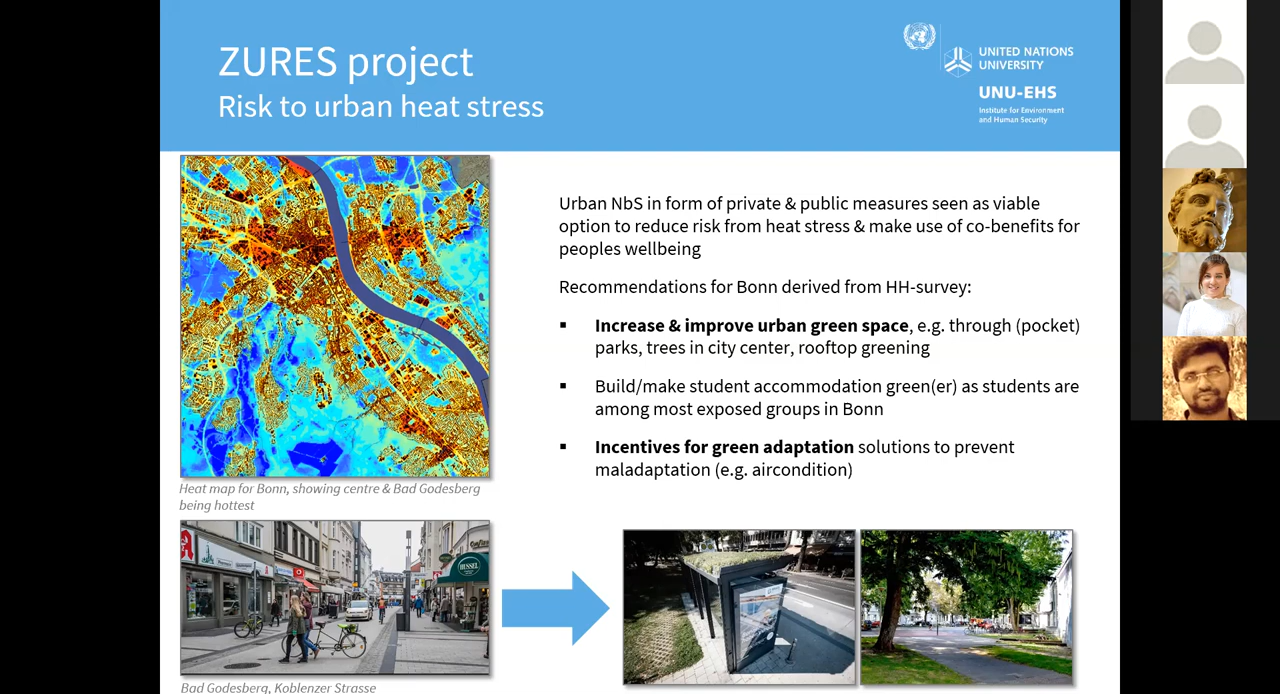 ZURES project
Risk to urban heat stress
UNITED NATIONS
UNIVERSITY
UNU-EHS
Institute for Environment
and Human Security
Urban NbS in form of private & public measures seen as viable
option to reduce risk from heat stress & make use of co-benefits for
peoples wellbeing
Recommendations for Bonn derived from HH-survey:
▪ Increase & improve urban green space, e.g. through (pocket)
parks, trees in city center, rooftop greening
▪ Build/make student accommodation green(er) as students are
among most exposed groups in Bonn
▪ Incentives for green adaptation solutions to prevent
maladaptation (e.g. aircondition)
Heat map for Bonn, showing centre & Bad Godesberg
being hottest
HUSSEL
Bad Godesberg, Koblenzer Strasse